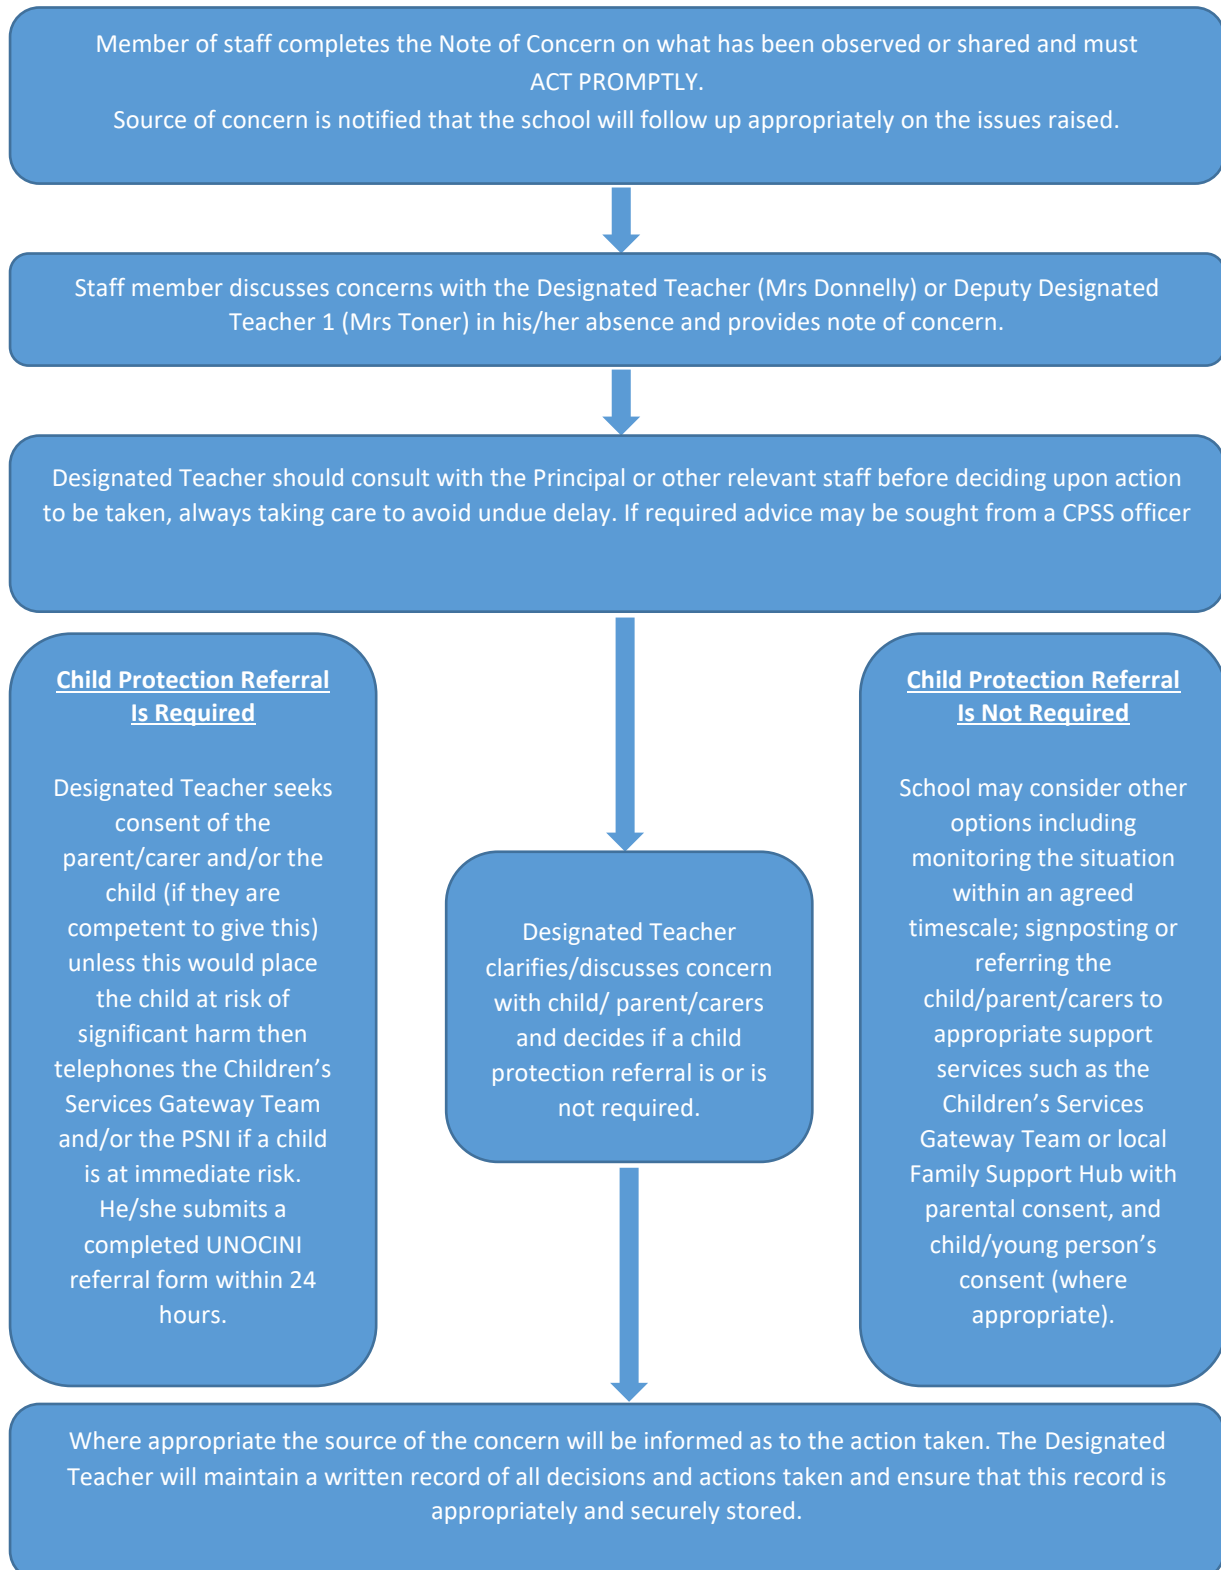 Member of staff completes the Note of Concern on what has been observed or shared and must
ACT PROMPTLY.
Source of concern is notified that the school will follow up appropriately on the issues raised.
Staff member discusses concerns with the Designated Teacher (Mrs Donnelly) or Deputy Designated
Teacher 1 (Mrs Toner) in his/her absence and provides note of concern.
Designated Teacher should consult with the Principal or other relevant staff before deciding upon action
to be taken, always taking care to avoid undue delay. If required advice may be sought from a CPSS officer
Child Protection Referral
Is Required
Designated Teacher seeks
consent of the
parent/carer and/or the
child (if they are
competent to give this)
unless this would place
the child at risk of
significant harm then
telephones the Children’s
Services Gateway Team
and/or the PSNI if a child
is at immediate risk.
He/she submits a
completed UNOCINI
referral form within 24
hours.
Designated Teacher
clarifies/discusses concern
with child/ parent/carers
and decides if a child
protection referral is or is
not required.
Child Protection Referral
Is Not Required
School may consider other
options including
monitoring the situation
within an agreed
timescale; signposting or
referring the
child/parent/carers to
appropriate support
services such as the
Children’s Services
Gateway Team or local
Family Support Hub with
parental consent, and
child/young person’s
consent (where
appropriate).
Where appropriate the source of the concern will be informed as to the action taken. The Designated
Teacher will maintain a written record of all decisions and actions taken and ensure that this record is
appropriately and securely stored.